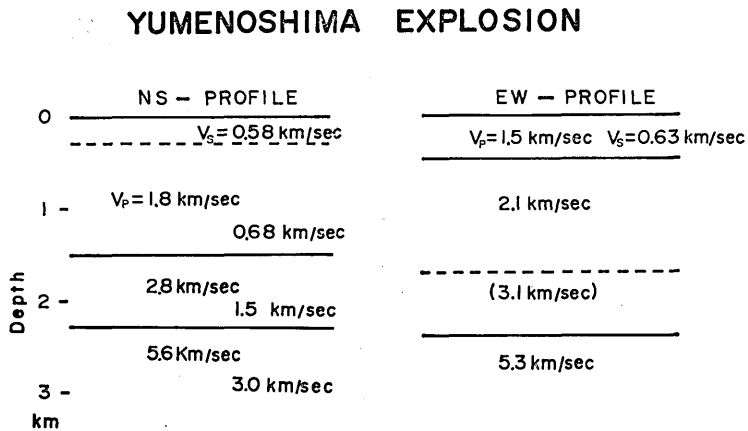 YUMENOSHIMA EXPLOSION
NS – PROFILE
0
Vs=0.58 km/sec
1
Vp=1.8 km/sec
0.68 km/sec
2.8 km/sec
2
1.5 km/sec
5.6 Km/sec
3.0 km/sec
3
km
Depth
EW – PROFILE
Vp=1.5 km/sec Vs=0.63 km/sec
2.1 km/sec
(3.1 km/sec)
5.3 km/sec